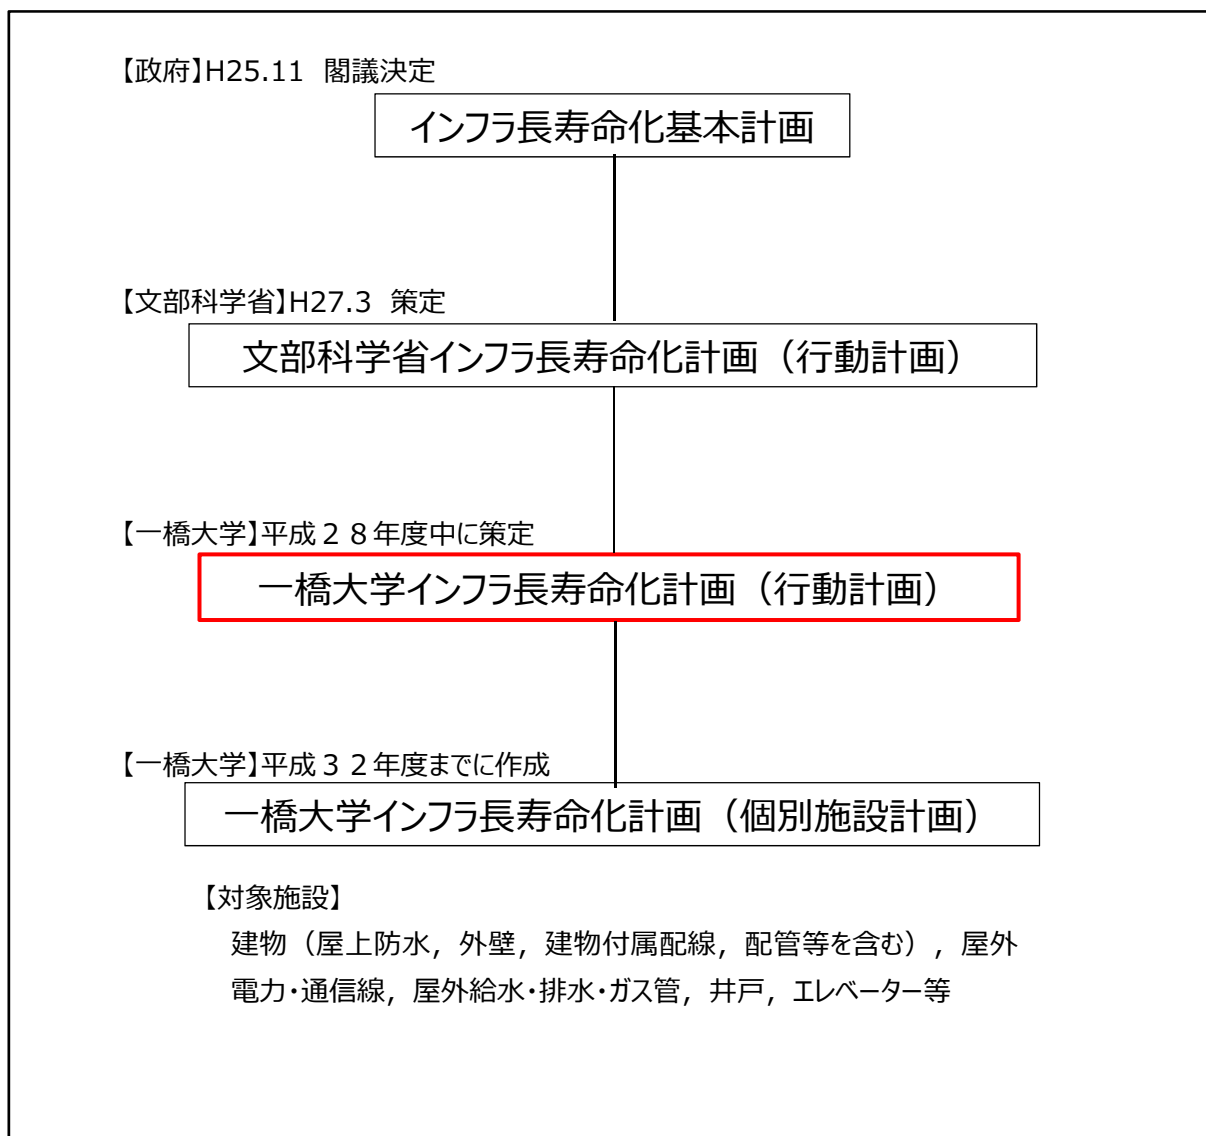 【政府】H25.11 閣議決定
インフラ長寿命化基本計画
【文部科学省】H27.3 策定
文部科学省インフラ長寿命化計画（行動計画）
【一橋大学】平成２８年度中に策定
一橋大学インフラ長寿命化計画（行動計画）
【一橋大学】平成３２年度までに作成
一橋大学インフラ長寿命化計画（個別施設計画）
【対象施設】
建物（屋上防水，外壁，建物付属配線，配管等を含む），屋外
電力・通信線，屋外給水・排水・ガス管，井戸，エレベーター等